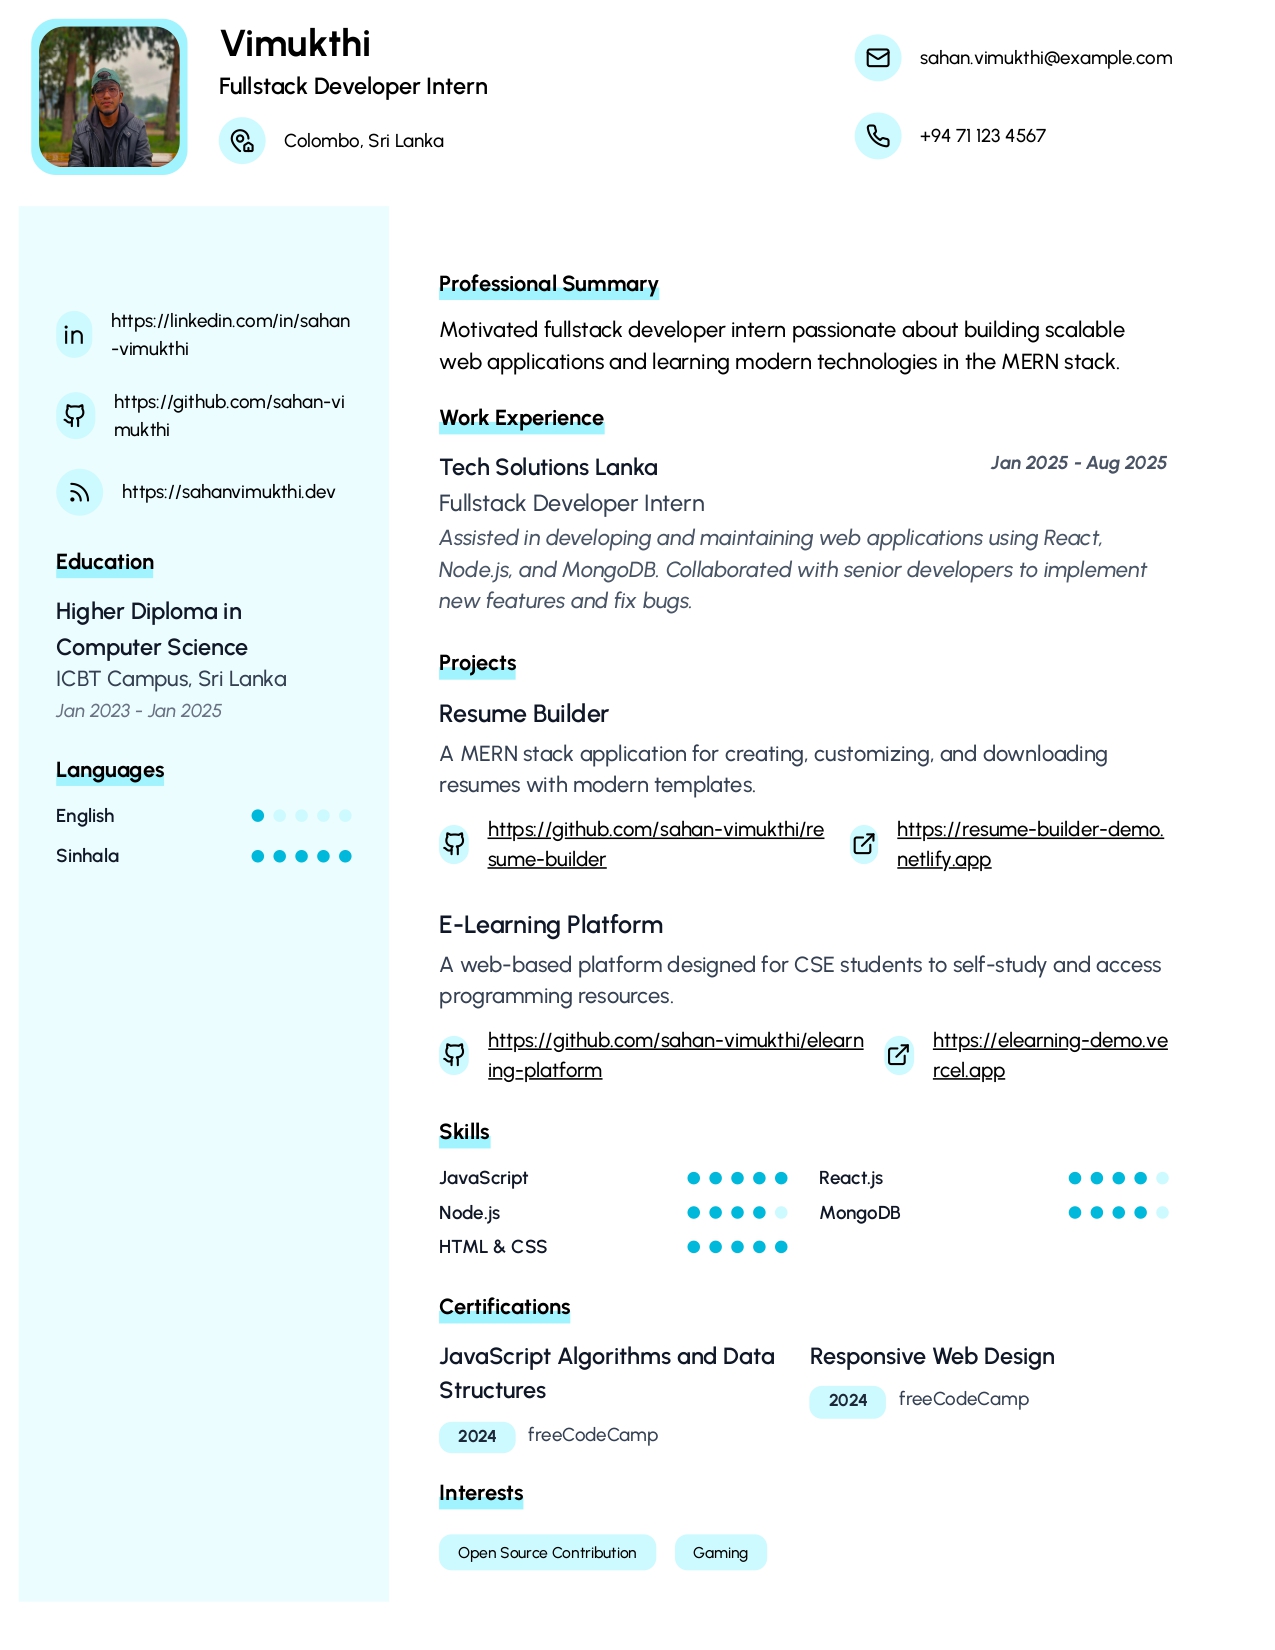 Vimukthi
Fullstack Developer Intern
Colombo, Sri Lanka
sahan.vimukthi@example.com
+94 71 123 4567
https://linkedin.com/in/sahan
-vimukthi
https://github.com/sahan-vi
mukthi
https://sahanvimukthi.dev
Education
Higher Diploma in
Computer Science
ICBT Campus, Sri Lanka
Jan 2023 - Jan 2025
Languages
English
Sinhala
Professional Summary
Motivated fullstack developer intern passionate about building scalable
web applications and learning modern technologies in the MERN stack.
Work Experience
Tech Solutions Lanka
Jan 2025 - Aug 2025
Fullstack Developer Intern
Assisted in developing and maintaining web applications using React,
Node.js, and MongoDB. Collaborated with senior developers to implement
new features and fix bugs.
Projects
Resume Builder
A MERN stack application for creating, customizing, and downloading
resumes with modern templates.
https://github.com/sahan-vimukthi/re
sume-builder
https://resume-builder-demo.
netlify.app
E-Learning Platform
A web-based platform designed for CSE students to self-study and access
programming resources.
https://github.com/sahan-vimukthi/elearn
ing-platform
https://elearning-demo.ve
rcel.app
Skills
JavaScript
React.js
Node.js
MongoDB
HTML & CSS
Certifications
JavaScript Algorithms and Data
Structures
2024 freeCodeCamp
Responsive Web Design
2024 freeCodeCamp
Interests
Open Source Contribution
Gaming